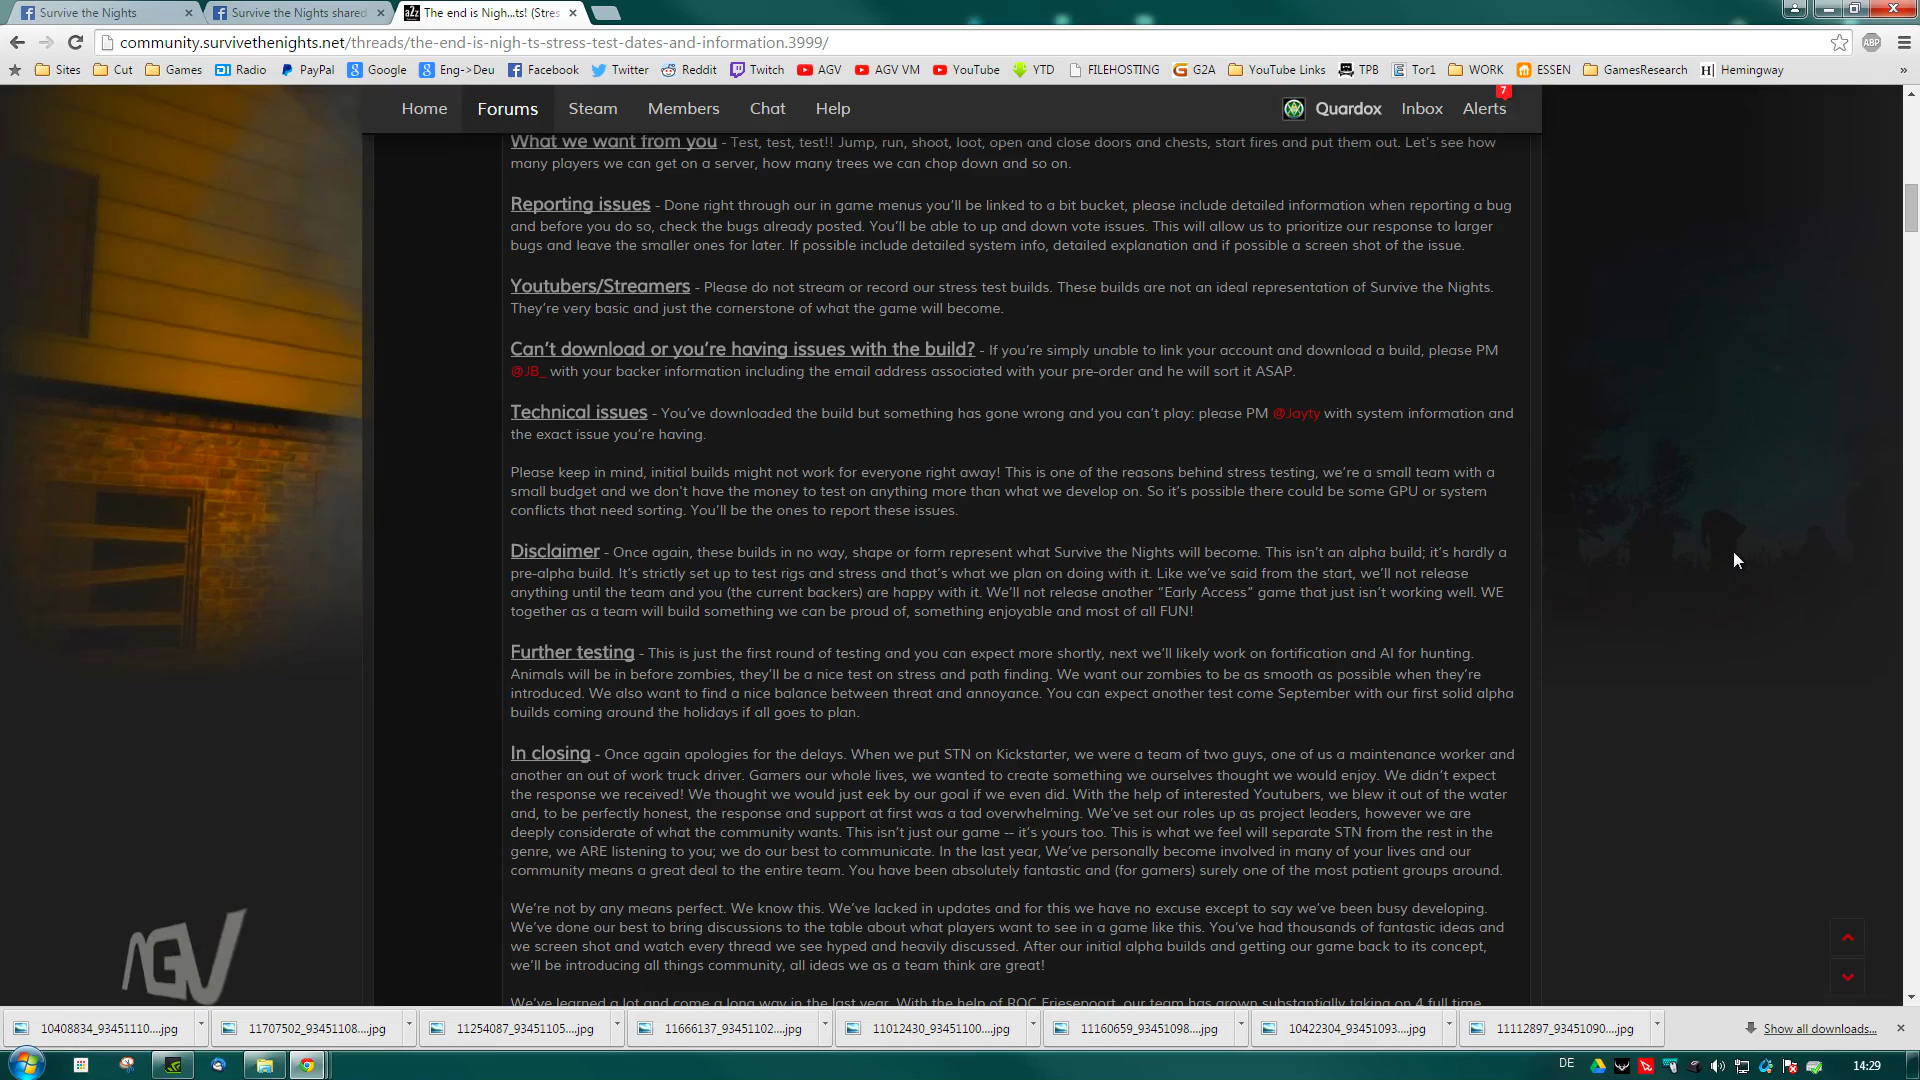 Survive the Nights
Survive the Nights shared
The end is Nigh...ts! (Stres
community.survivethenights.net/threads/the-end-is-nigh-ts-stress-test-dates-and-information.3999/
ABP
Sites Cut Games Radio PayPal Google Eng->Deu Facebook Twitter Reddit Twitch AGV AGV VM YouTube YTD FILEHOSTING G2A YouTube Links TPB Tor1 WORK ESSEN GamesResearch Hemingway »
Home Forums Steam Members Chat Help Quardox Inbox Alerts 7
What we want from you - Test, test, test!! Jump, run, shoot, loot, open and close doors and chests, start fires and put them out. Let's see how
many players we can get on a server, how many trees we can chop down and so on.
Reporting issues - Done right through our in game menus you'll be linked to a bit bucket, please include detailed information when reporting a bug
and before you do so, check the bugs already posted. You'll be able to up and down vote issues. This will allow us to prioritize our response to larger
bugs and leave the smaller ones for later. If possible include detailed system info, detailed explanation and if possible a screen shot of the issue.
Youtubers/Streamers - Please do not stream or record our stress test builds. These builds are not an ideal representation of Survive the Nights.
They're very basic and just the cornerstone of what the game will become.
Can't download or you're having issues with the build? - If you're simply unable to link your account and download a build, please PM
@JB_ with your backer information including the email address associated with your pre-order and he will sort it ASAP.
Technical issues - You've downloaded the build but something has gone wrong and you can't play: please PM @Jayty with system information and
the exact issue you're having.
Please keep in mind, initial builds might not work for everyone right away! This is one of the reasons behind stress testing, we're a small team with a
small budget and we don't have the money to test on anything more than what we develop on. So it's possible there could be some GPU or system
conflicts that need sorting. You'll be the ones to report these issues.
Disclaimer - Once again, these builds in no way, shape or form represent what Survive the Nights will become. This isn't an alpha build; it's hardly a
pre-alpha build. It's strictly set up to test rigs and stress and that's what we plan on doing with it. Like we've said from the start, we'll not release
anything until the team and you (the current backers) are happy with it. We'll not release another "Early Access" game that just isn't working well. WE
together as a team will build something we can be proud of, something enjoyable and most of all FUN!
Further testing - This is just the first round of testing and you can expect more shortly, next we'll likely work on fortification and AI for hunting.
Animals will be in before zombies, they'll be a nice test on stress and path finding. We want our zombies to be as smooth as possible when they're
introduced. We also want to find a nice balance between threat and annoyance. You can expect another test come September with our first solid alpha
builds coming around the holidays if all goes to plan.
In closing - Once again apologies for the delays. When we put STN on Kickstarter, we were a team of two guys, one of us a maintenance worker and
another an out of work truck driver. Gamers our whole lives, we wanted to create something we ourselves thought we would enjoy. We didn't expect
the response we received! We thought we would just eek by our goal if we even did. With the help of interested Youtubers, we blew it out of the water
and, to be perfectly honest, the response and support at first was a tad overwhelming. We've set our roles up as project leaders, however we are
deeply considerate of what the community wants. This isn't just our game -- it's yours too. This is what we feel will separate STN from the rest in the
genre, we ARE listening to you; we do our best to communicate. In the last year, We've personally become involved in many of your lives and our
community means a great deal to the entire team. You have been absolutely fantastic and (for gamers) surely one of the most patient groups around.
We're not by any means perfect. We know this. We've lacked in updates and for this we have no excuse except to say we've been busy developing.
We've done our best to bring discussions to the table about what players want to see in a game like this. You've had thousands of fantastic ideas and
we screen shot and watch every thread we see hyped and heavily discussed. After our initial alpha builds and getting our game back to its concept,
we'll be introducing all things community, all ideas we as a team think are great!
We've learned a lot and come a long way in the last year. With the help of ROC Friesepoort, our team has grown substantially taking on 4 full time
AGV
10408834_93451110....jpg 11707502_93451108....jpg 11254087_93451105....jpg 11666137_93451102....jpg 11012430_93451100....jpg 11160659_93451098....jpg 10422304_93451093....jpg 11112897_93451090....jpg Show all downloads...
DE 14:29